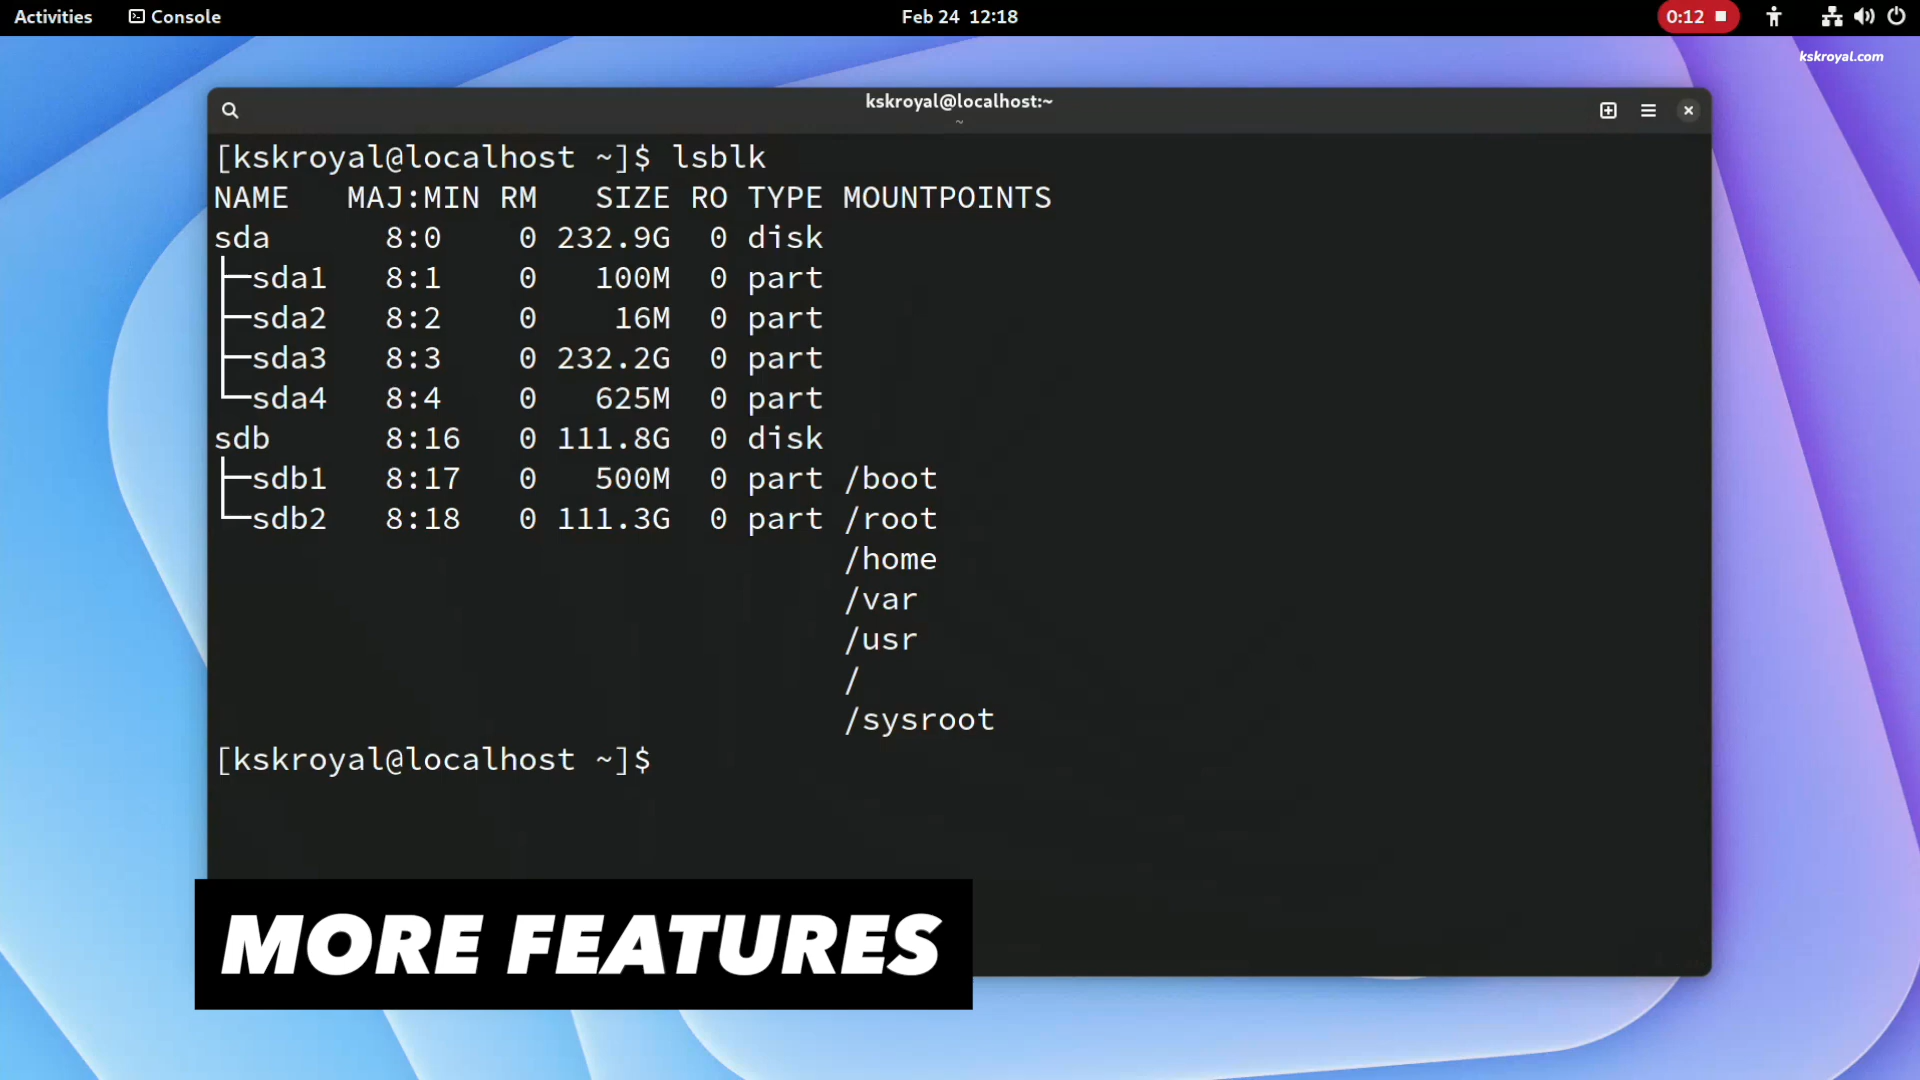 Activities Console Feb 24 12:18 0:12
kskroyal.com
kskroyal@localhost:~
~
[kskroyal@localhost ~]$ lsblk
NAME MAJ:MIN RM SIZE RO TYPE MOUNTPOINTS
sda 8:0 0 232.9G 0 disk
├─sda1 8:1 0 100M 0 part
├─sda2 8:2 0 16M 0 part
├─sda3 8:3 0 232.2G 0 part
└─sda4 8:4 0 625M 0 part
sdb 8:16 0 111.8G 0 disk
├─sdb1 8:17 0 500M 0 part /boot
└─sdb2 8:18 0 111.3G 0 part /root
/home
/var
/usr
/
/sysroot
[kskroyal@localhost ~]$
MORE FEATURES